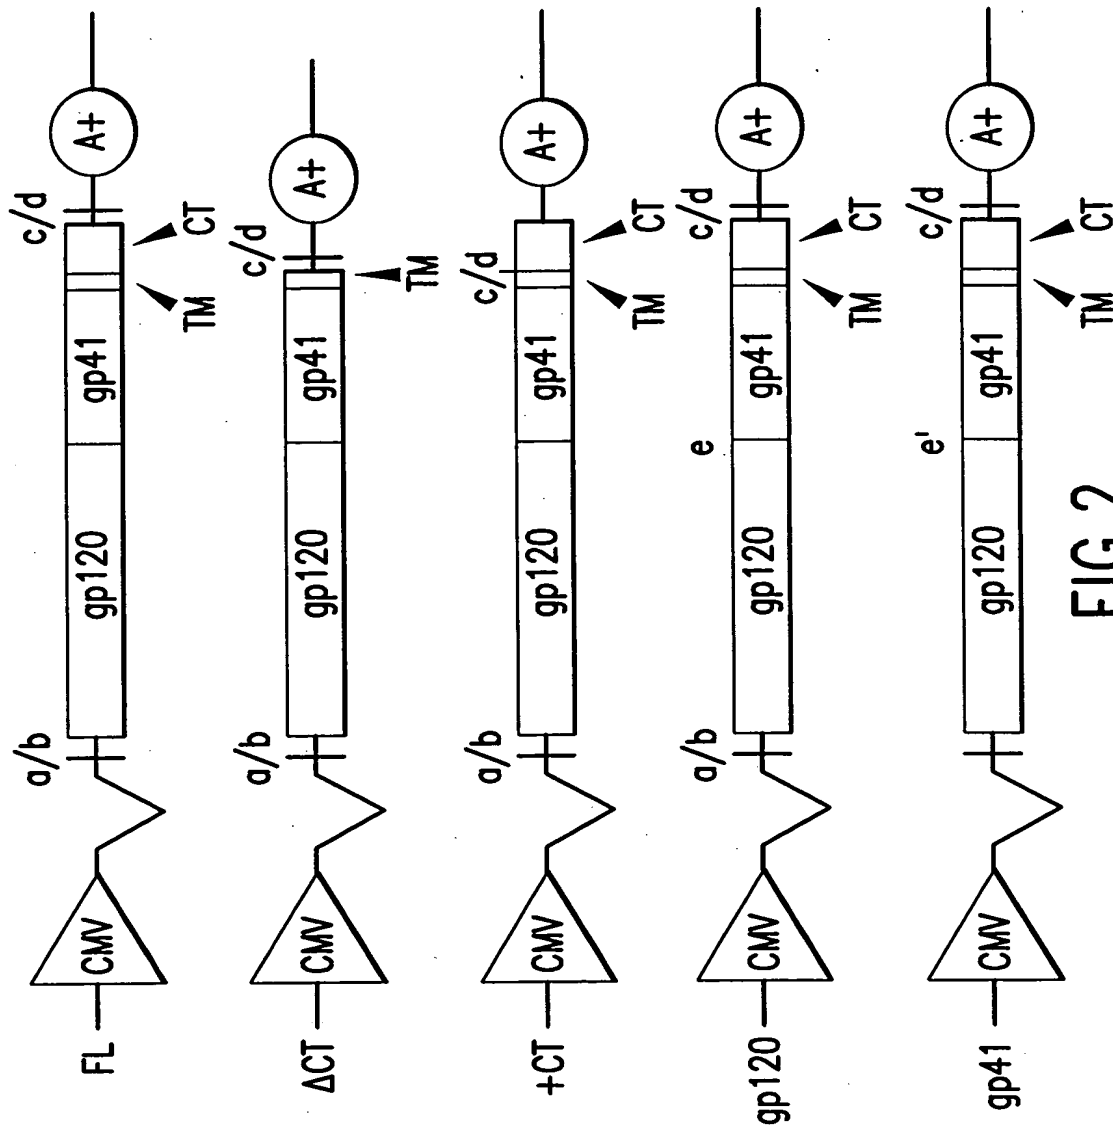 FL CMV a/b gp120 gp41 c/d A+
TM CT
ΔCT CMV a/b gp120 gp41 c/d A+
TM
+CT CMV gp120 gp41 c/d A+
TM CT
gp120 CMV a/b gp120 e gp41 c/d A+
TM CT
gp41 CMV gp120 e' gp41 c/d A+
TM CT
FIG. 2